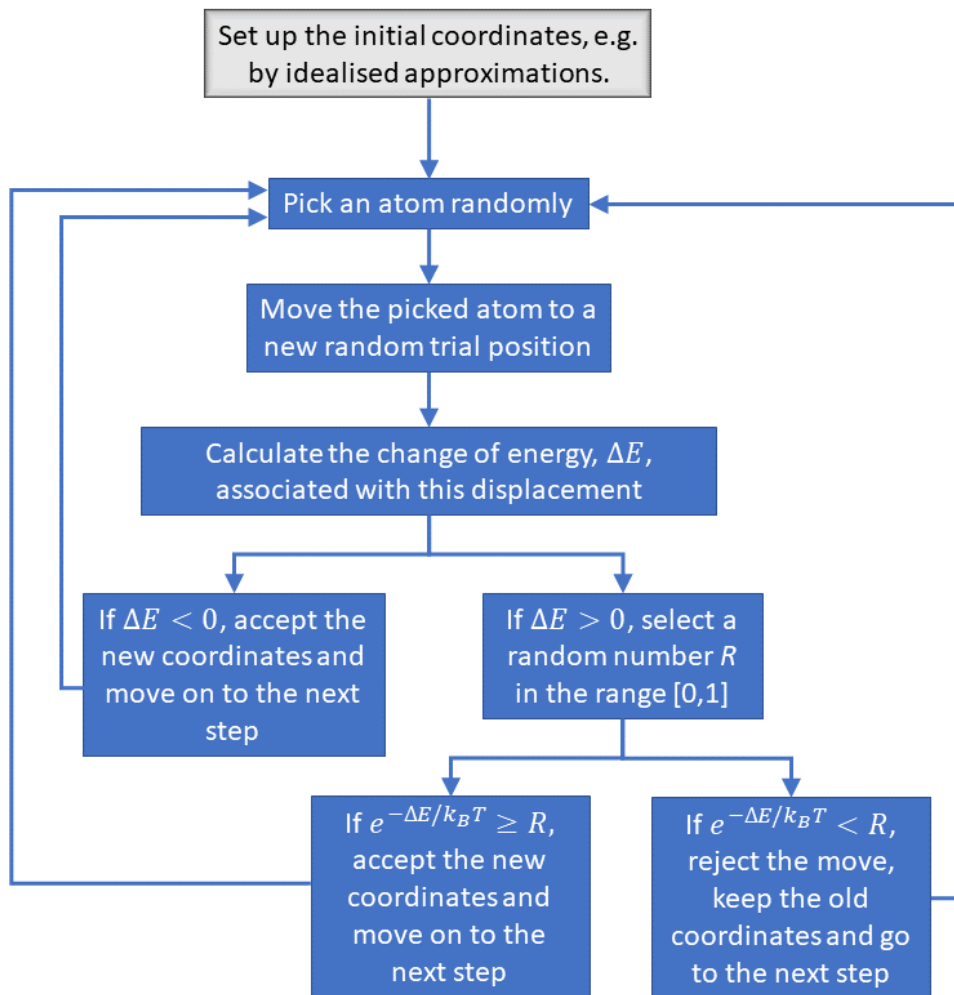 Set up the initial coordinates, e.g.
by idealised approximations.
Pick an atom randomly
Move the picked atom to a
new random trial position
Calculate the change of energy, Δ𝐸,
associated with this displacement
If Δ𝐸 < 0, accept the
new coordinates and
move on to the next
step
If Δ𝐸 > 0, select a
random number R
in the range [0,1]
If 𝑒^{−Δ𝐸/𝑘_𝐵𝑇} ≥ 𝑅,
accept the new
coordinates and
move on to the
next step
If 𝑒^{−Δ𝐸/𝑘_𝐵𝑇} < 𝑅,
reject the move,
keep the old
coordinates and go
to the next step